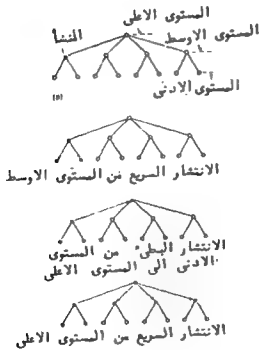 المستوى الاعلى
المستوى الاوسط
المنشأ
المستوى الادنى
الانتشار السريع من المستوى الاوسط
الانتشار البطىء من المستوى
الادنى الى المستوى الاعلى
الانتشار السريع من المستوى الاعلى